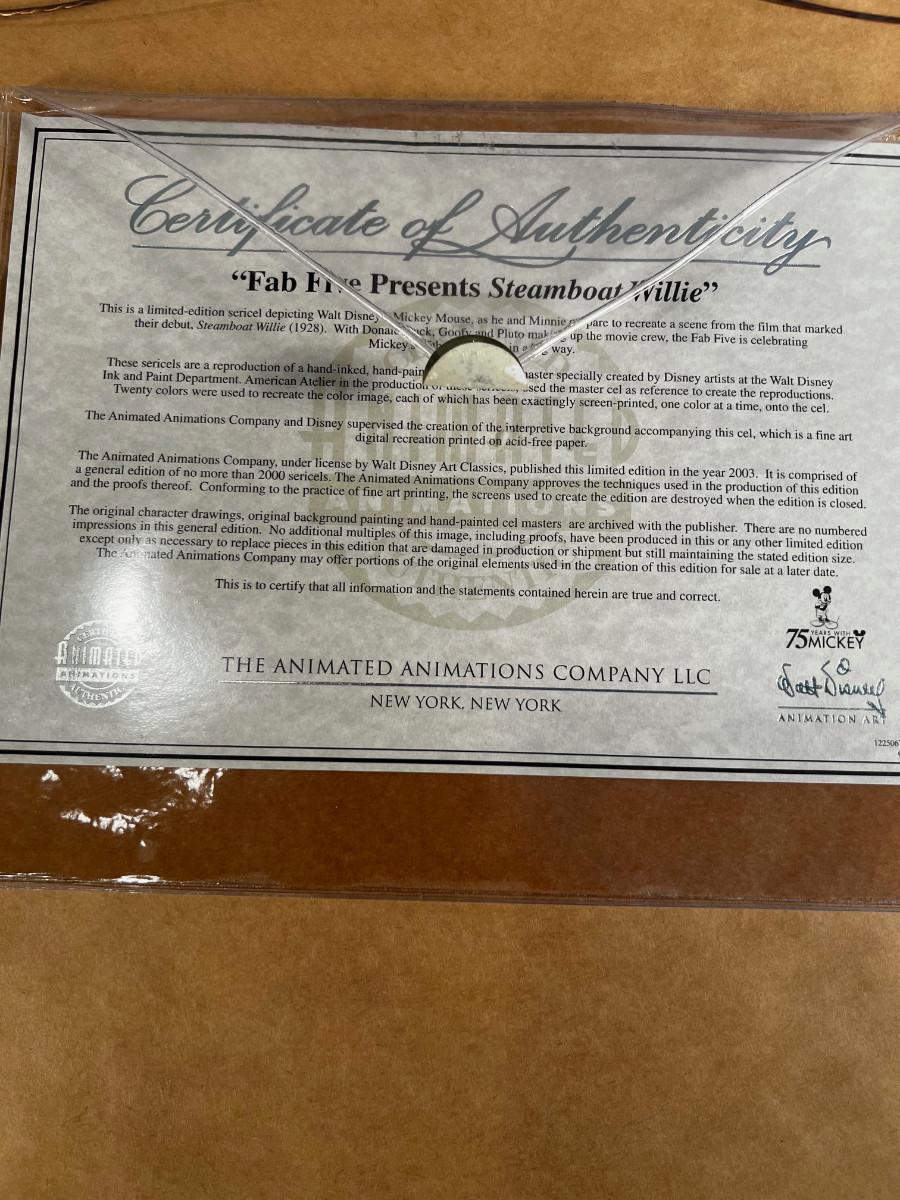 Certificate of Authenticity
“Fab Five Presents Steamboat Willie”
This is a limited-edition sericel depicting Walt Disney Mickey Mouse, as he and Minnie pare to recreate a scene from the film that marked
their debut, Steamboat Willie (1928). With Donald uck, Goofy and Pluto making up the movie crew, the Fab Five is celebrating
Mickey's in a big way.
These sericels are a reproduction of a hand-inked, hand-pain aster specially created by Disney artists at the Walt Disney
Ink and Paint Department. American Atelier in the production of these sericels, used the master cel as reference to create the reproductions.
Twenty colors were used to recreate the color image, each of which has been exactingly screen-printed, one color at a time, onto the cel.
The Animated Animations Company and Disney supervised the creation of the interpretive background accompanying this cel, which is a fine art
digital recreation printed on acid-free paper.
The Animated Animations Company, under license by Walt Disney Art Classics, published this limited edition in the year 2003. It is comprised of
a general edition of no more than 2000 sericels. The Animated Animations Company approves the techniques used in the production of this edition
and the proofs thereof. Conforming to the practice of fine art printing, the screens used to create the edition are destroyed when the edition is closed.
The original character drawings, original background painting and hand-painted cel masters are archived with the publisher. There are no numbered
impressions in this general edition. No additional multiples of this image, including proofs, have been produced in this or any other limited edition
except only as necessary to replace pieces in this edition that are damaged in production or shipment but still maintaining the stated edition size.
The Animated Animations Company may offer portions of the original elements used in the creation of this edition for sale at a later date.
This is to certify that all information and the statements contained herein are true and correct.
75 YEARS WITH MICKEY
CERTIFIED
ANIMATED
ANIMATIONS
AUTHENTIC
THE ANIMATED ANIMATIONS COMPANY LLC
NEW YORK, NEW YORK
Walt Disney
ANIMATION ART
122506